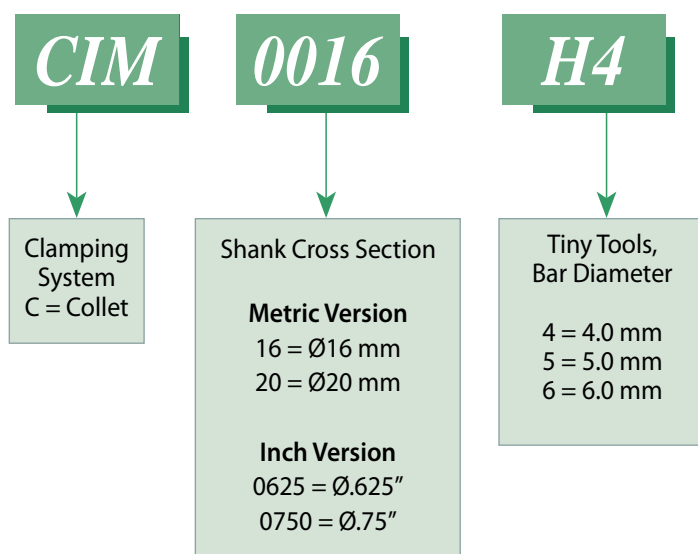 CIM 0016 H4
Clamping
System
C = Collet
Shank Cross Section
Metric Version
16 = Ø16 mm
20 = Ø20 mm
Inch Version
0625 = Ø.625″
0750 = Ø.75″
Tiny Tools,
Bar Diameter
4 = 4.0 mm
5 = 5.0 mm
6 = 6.0 mm